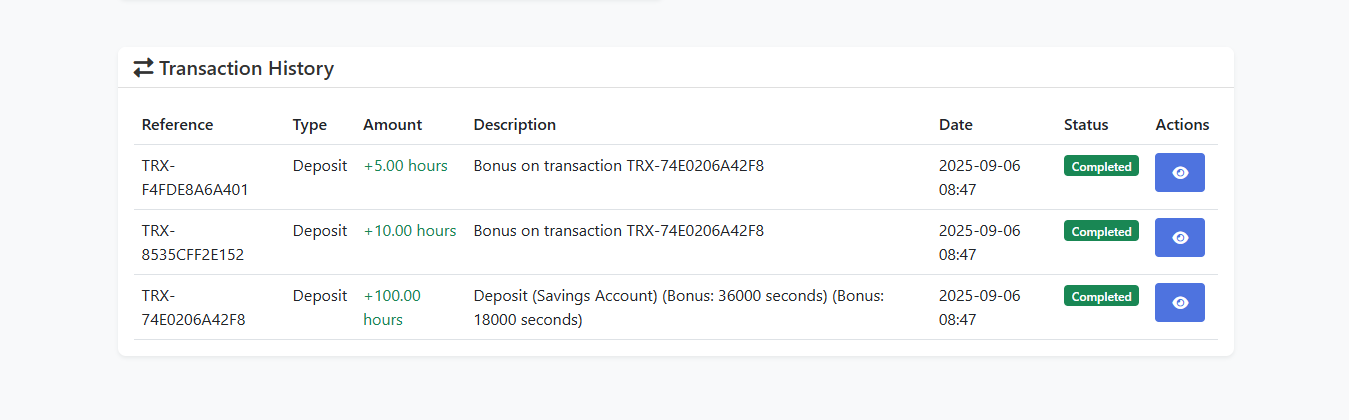 Transaction History
Reference Type Amount Description Date Status Actions
TRX- Deposit +5.00 hours Bonus on transaction TRX-74E0206A42F8 2025-09-06 Completed
F4FDE8A6A401 08:47
TRX- Deposit +10.00 hours Bonus on transaction TRX-74E0206A42F8 2025-09-06 Completed
8535CFF2E152 08:47
TRX- Deposit +100.00 Deposit (Savings Account) (Bonus: 36000 seconds) (Bonus: 2025-09-06 Completed
74E0206A42F8 hours 18000 seconds) 08:47